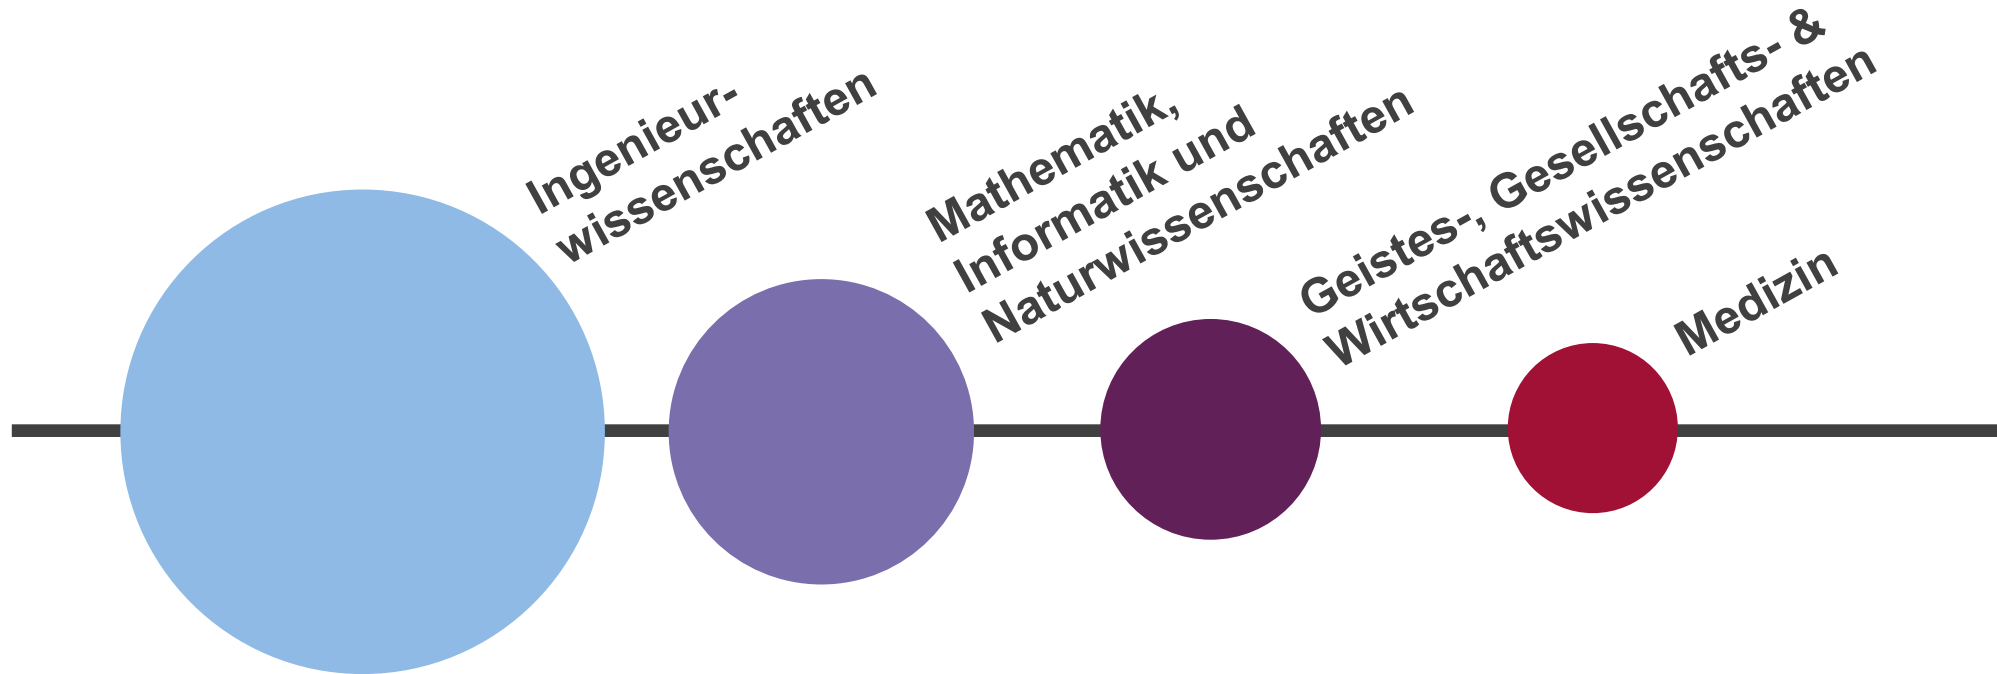 Ingenieur-
wissenschaften
Mathematik,
Informatik und
Naturwissenschaften
Geistes-, Gesellschafts- &
Wirtschaftswissenschaften
Medizin